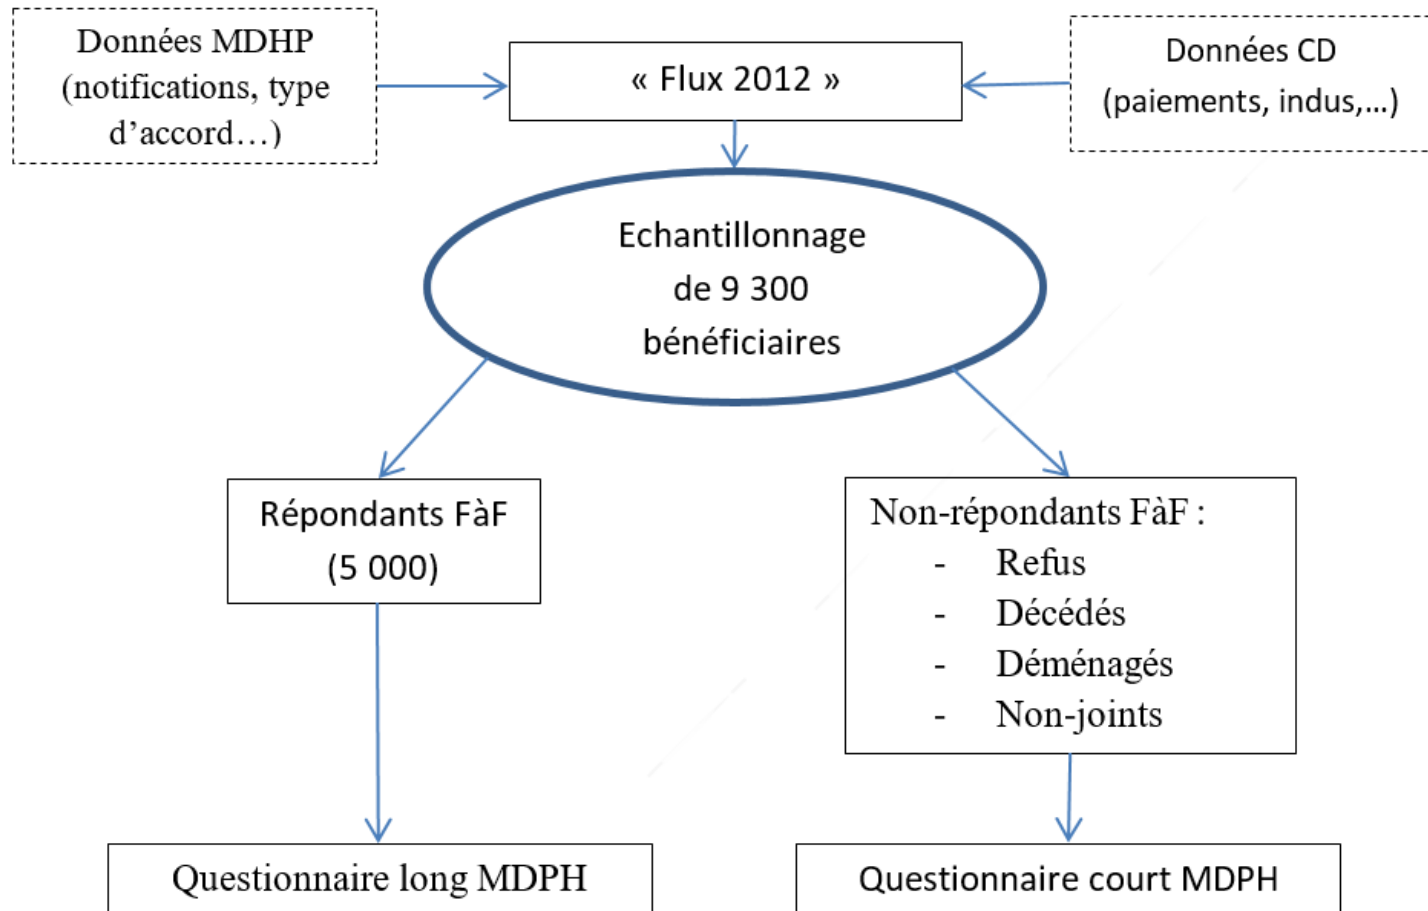 Données MDHP
(notifications, type
d’accord…)
« Flux 2012 »
Données CD
(paiements, indus,…)
Echantillonnage
de 9 300
bénéficiaires
Répondants FàF
(5 000)
Non-répondants FàF :
- Refus
- Décédés
- Déménagés
- Non-joints
Questionnaire long MDPH
Questionnaire court MDPH